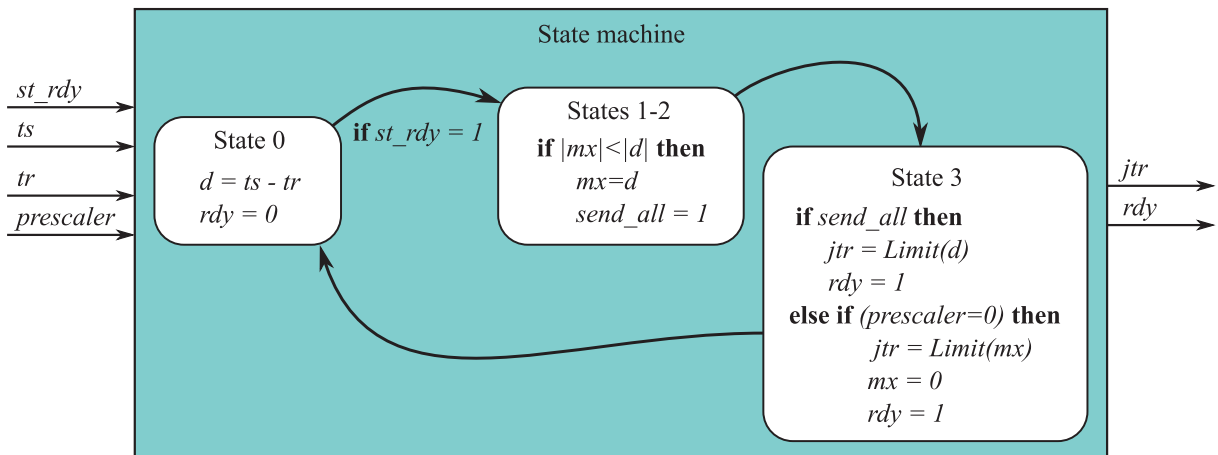 State machine
st_rdy
ts
tr
prescaler
State 0
d = ts - tr
rdy = 0
if st_rdy = 1
States 1-2
if |mx|<|d| then
mx=d
send_all = 1
State 3
if send_all then
jtr = Limit(d)
rdy = 1
else if (prescaler=0) then
jtr = Limit(mx)
mx = 0
rdy = 1
jtr
rdy